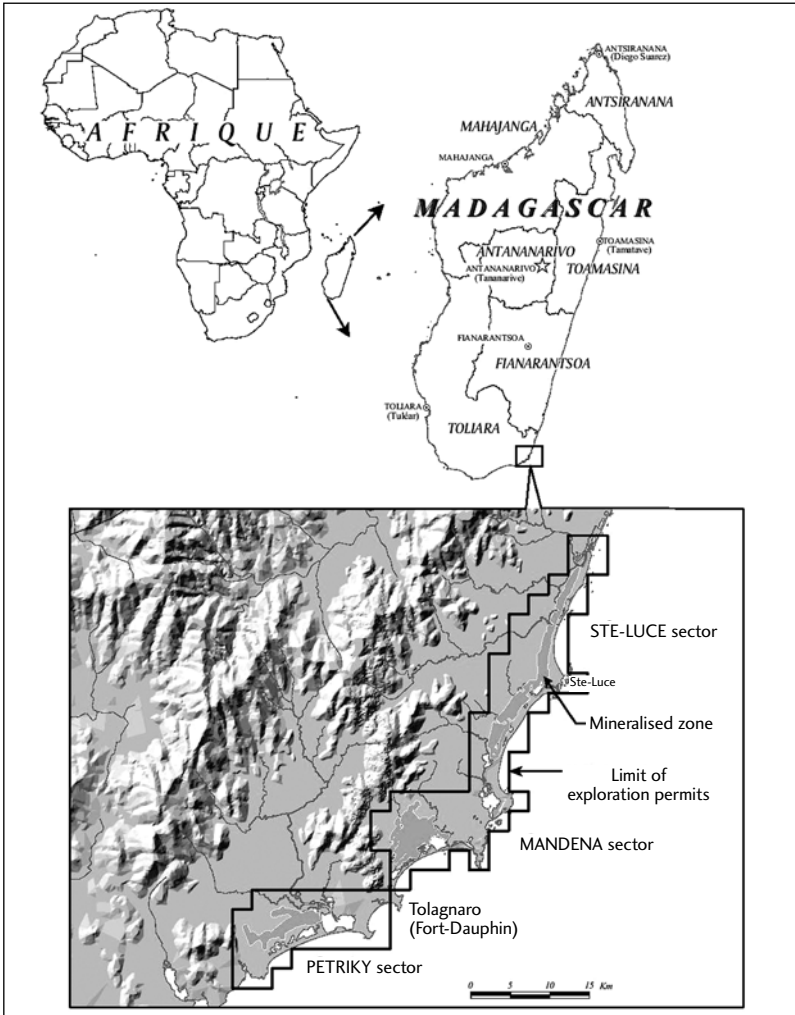 AFRIQUE
ANTSIRANANA
(Diego Suarez)
ANTSIRANANA
MAHAJANGA
MAHAJANGA
MADAGASCAR
ANTANANARIVO
ANTANANARIVO
(Tananarive)
TOAMASINA
(Tamatave)
TOAMASINA
FIANARANTSOA
FIANARANTSOA
TOLIARA
(Tuléar)
TOLIARA
STE-LUCE sector
Ste-Luce
Mineralised zone
Limit of
exploration permits
MANDENA sector
Tolagnaro
(Fort-Dauphin)
PETRIKY sector
0 5 10 15
Km